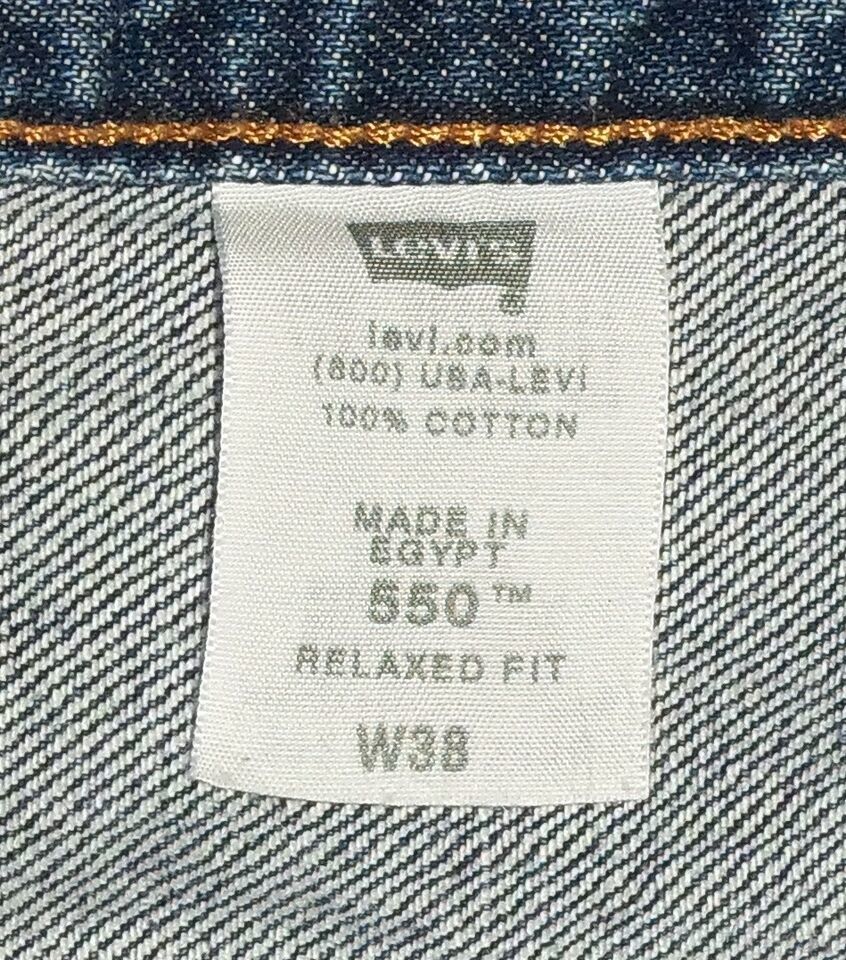 Levi's
®
levi.com
(800) USA-LEVI
100% COTTON
MADE IN
EGYPT
550™
RELAXED FIT
W38